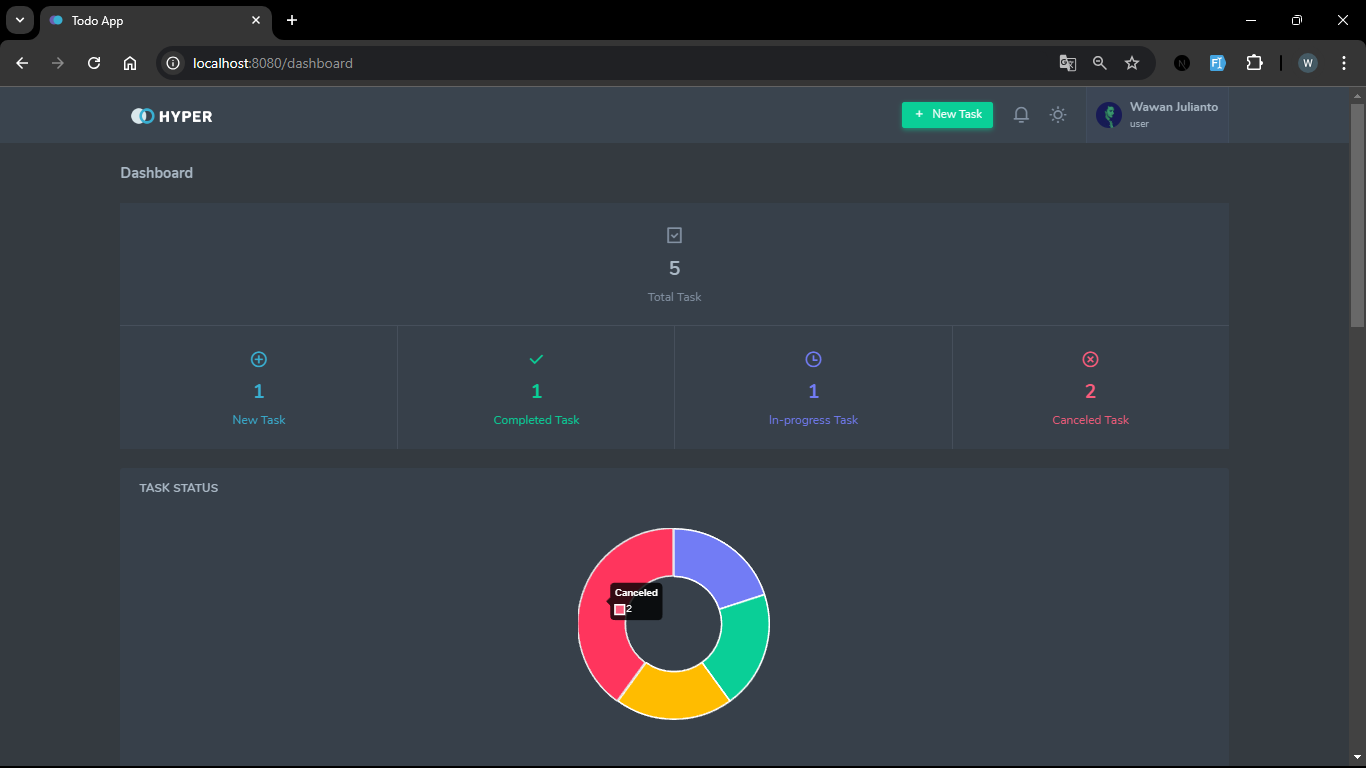 Todo App
localhost:8080/dashboard
W
HYPER
+ New Task
Wawan Julianto
user
Dashboard
5
Total Task
1
New Task
1
Completed Task
1
In-progress Task
2
Canceled Task
TASK STATUS
Canceled
2